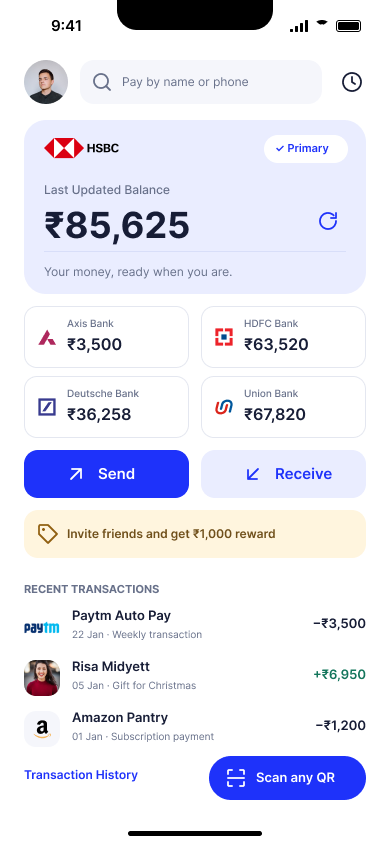 9:41
Pay by name or phone
HSBC
✓ Primary
Last Updated Balance
₹85,625
Your money, ready when you are.
Axis Bank
₹3,500
HDFC Bank
₹63,520
Deutsche Bank
₹36,258
Union Bank
₹67,820
Send
Receive
Invite friends and get ₹1,000 reward
RECENT TRANSACTIONS
paytm
Paytm Auto Pay
−₹3,500
22 Jan · Weekly transaction
Risa Midyett
+₹6,950
05 Jan · Gift for Christmas
a
Amazon Pantry
−₹1,200
01 Jan · Subscription payment
Transaction History
Scan any QR